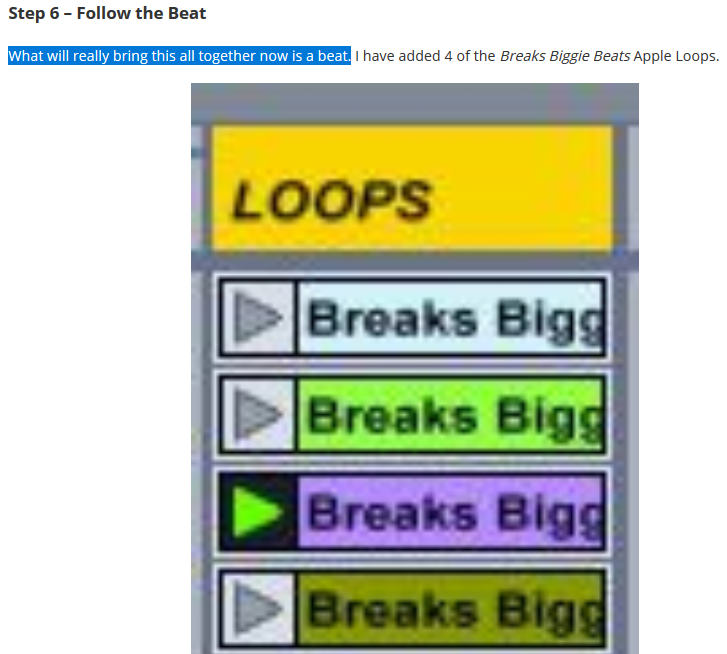 Step 6 – Follow the Beat
What will really bring this all together now is a beat. I have added 4 of the Breaks Biggie Beats Apple Loops.
LOOPS
Breaks Bigg
Breaks Bigg
Breaks Bigg
Breaks Bigg